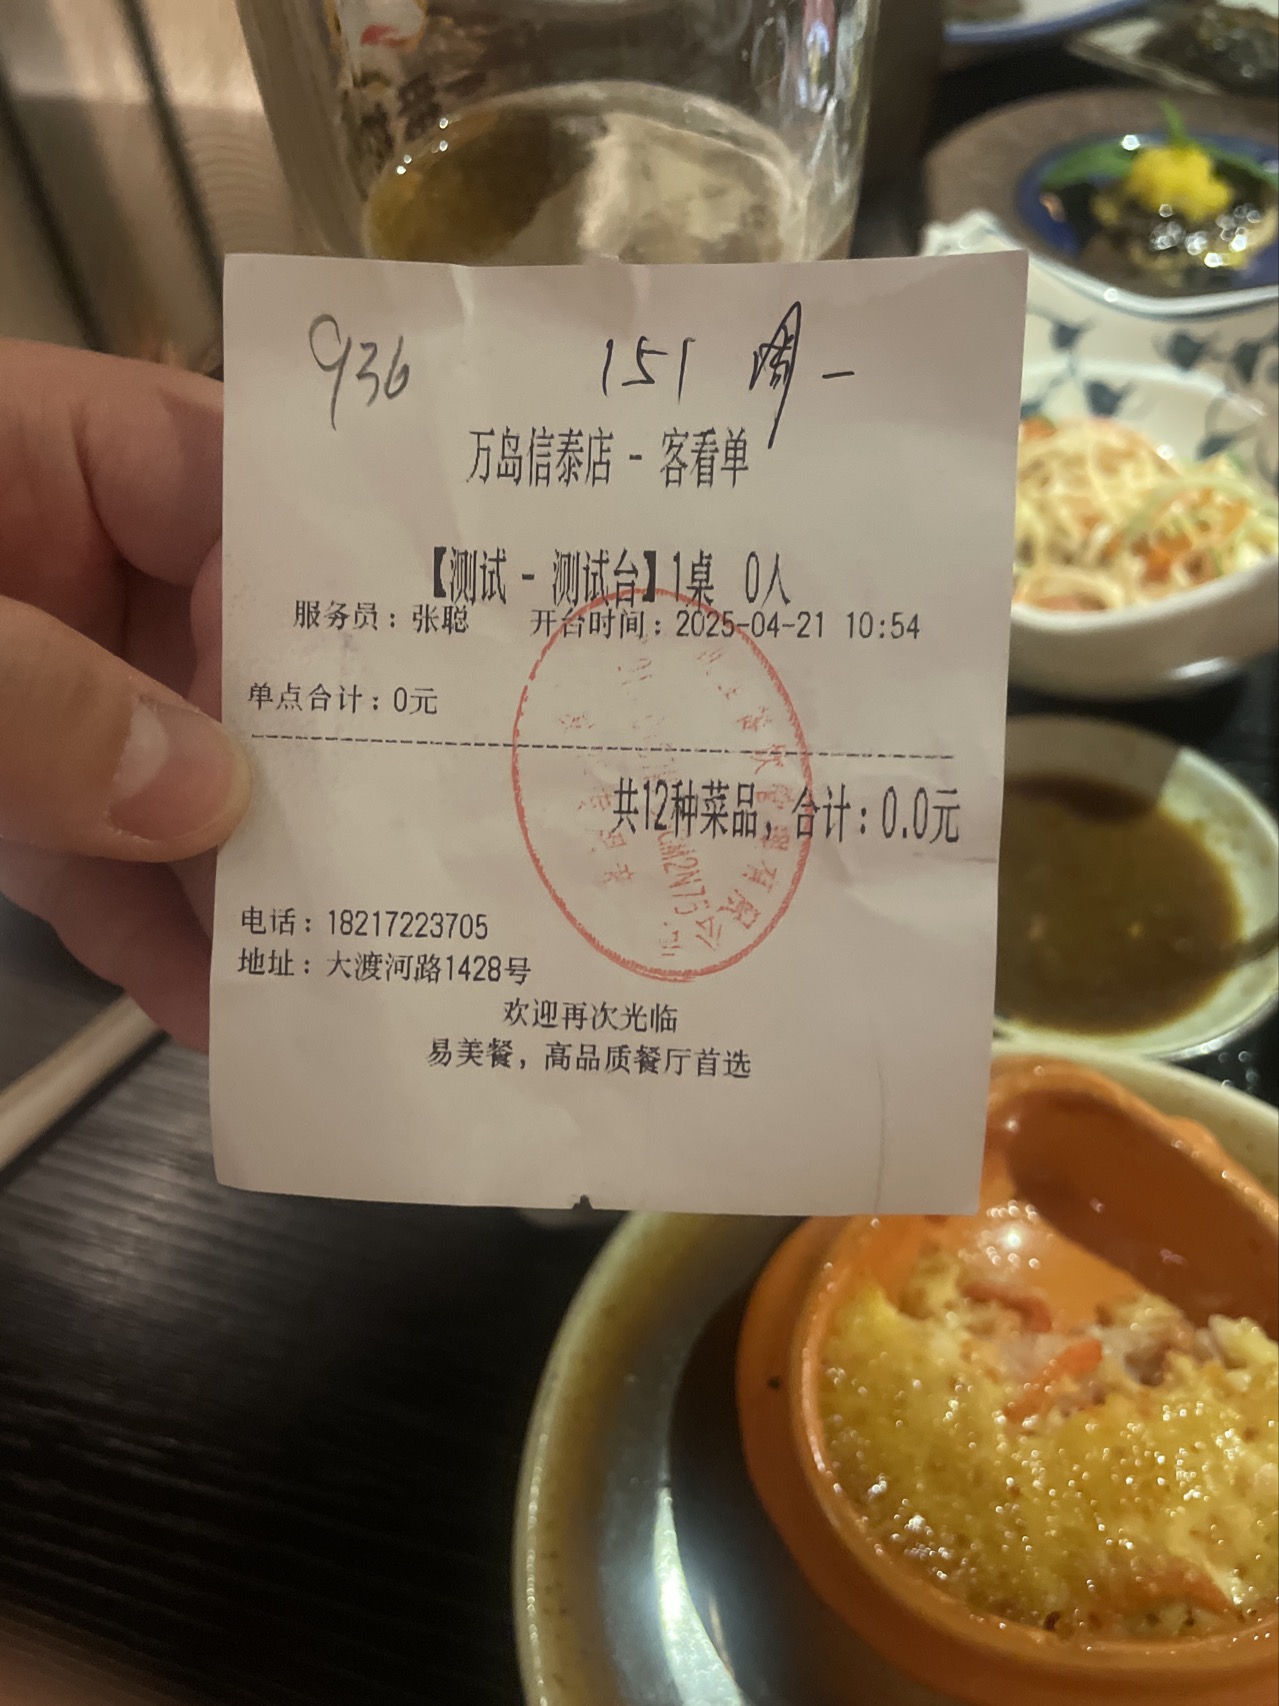 936 151 周一
万岛信泰店 - 客看单
【测试 - 测试台】1桌 0人
服务员：张聪 开台时间：2025-04-21 10:54
单点合计：0元
共12种菜品，合计：0.0元
电话：18217223705
地址：大渡河路1428号
欢迎再次光临
易美餐，高品质餐厅首选